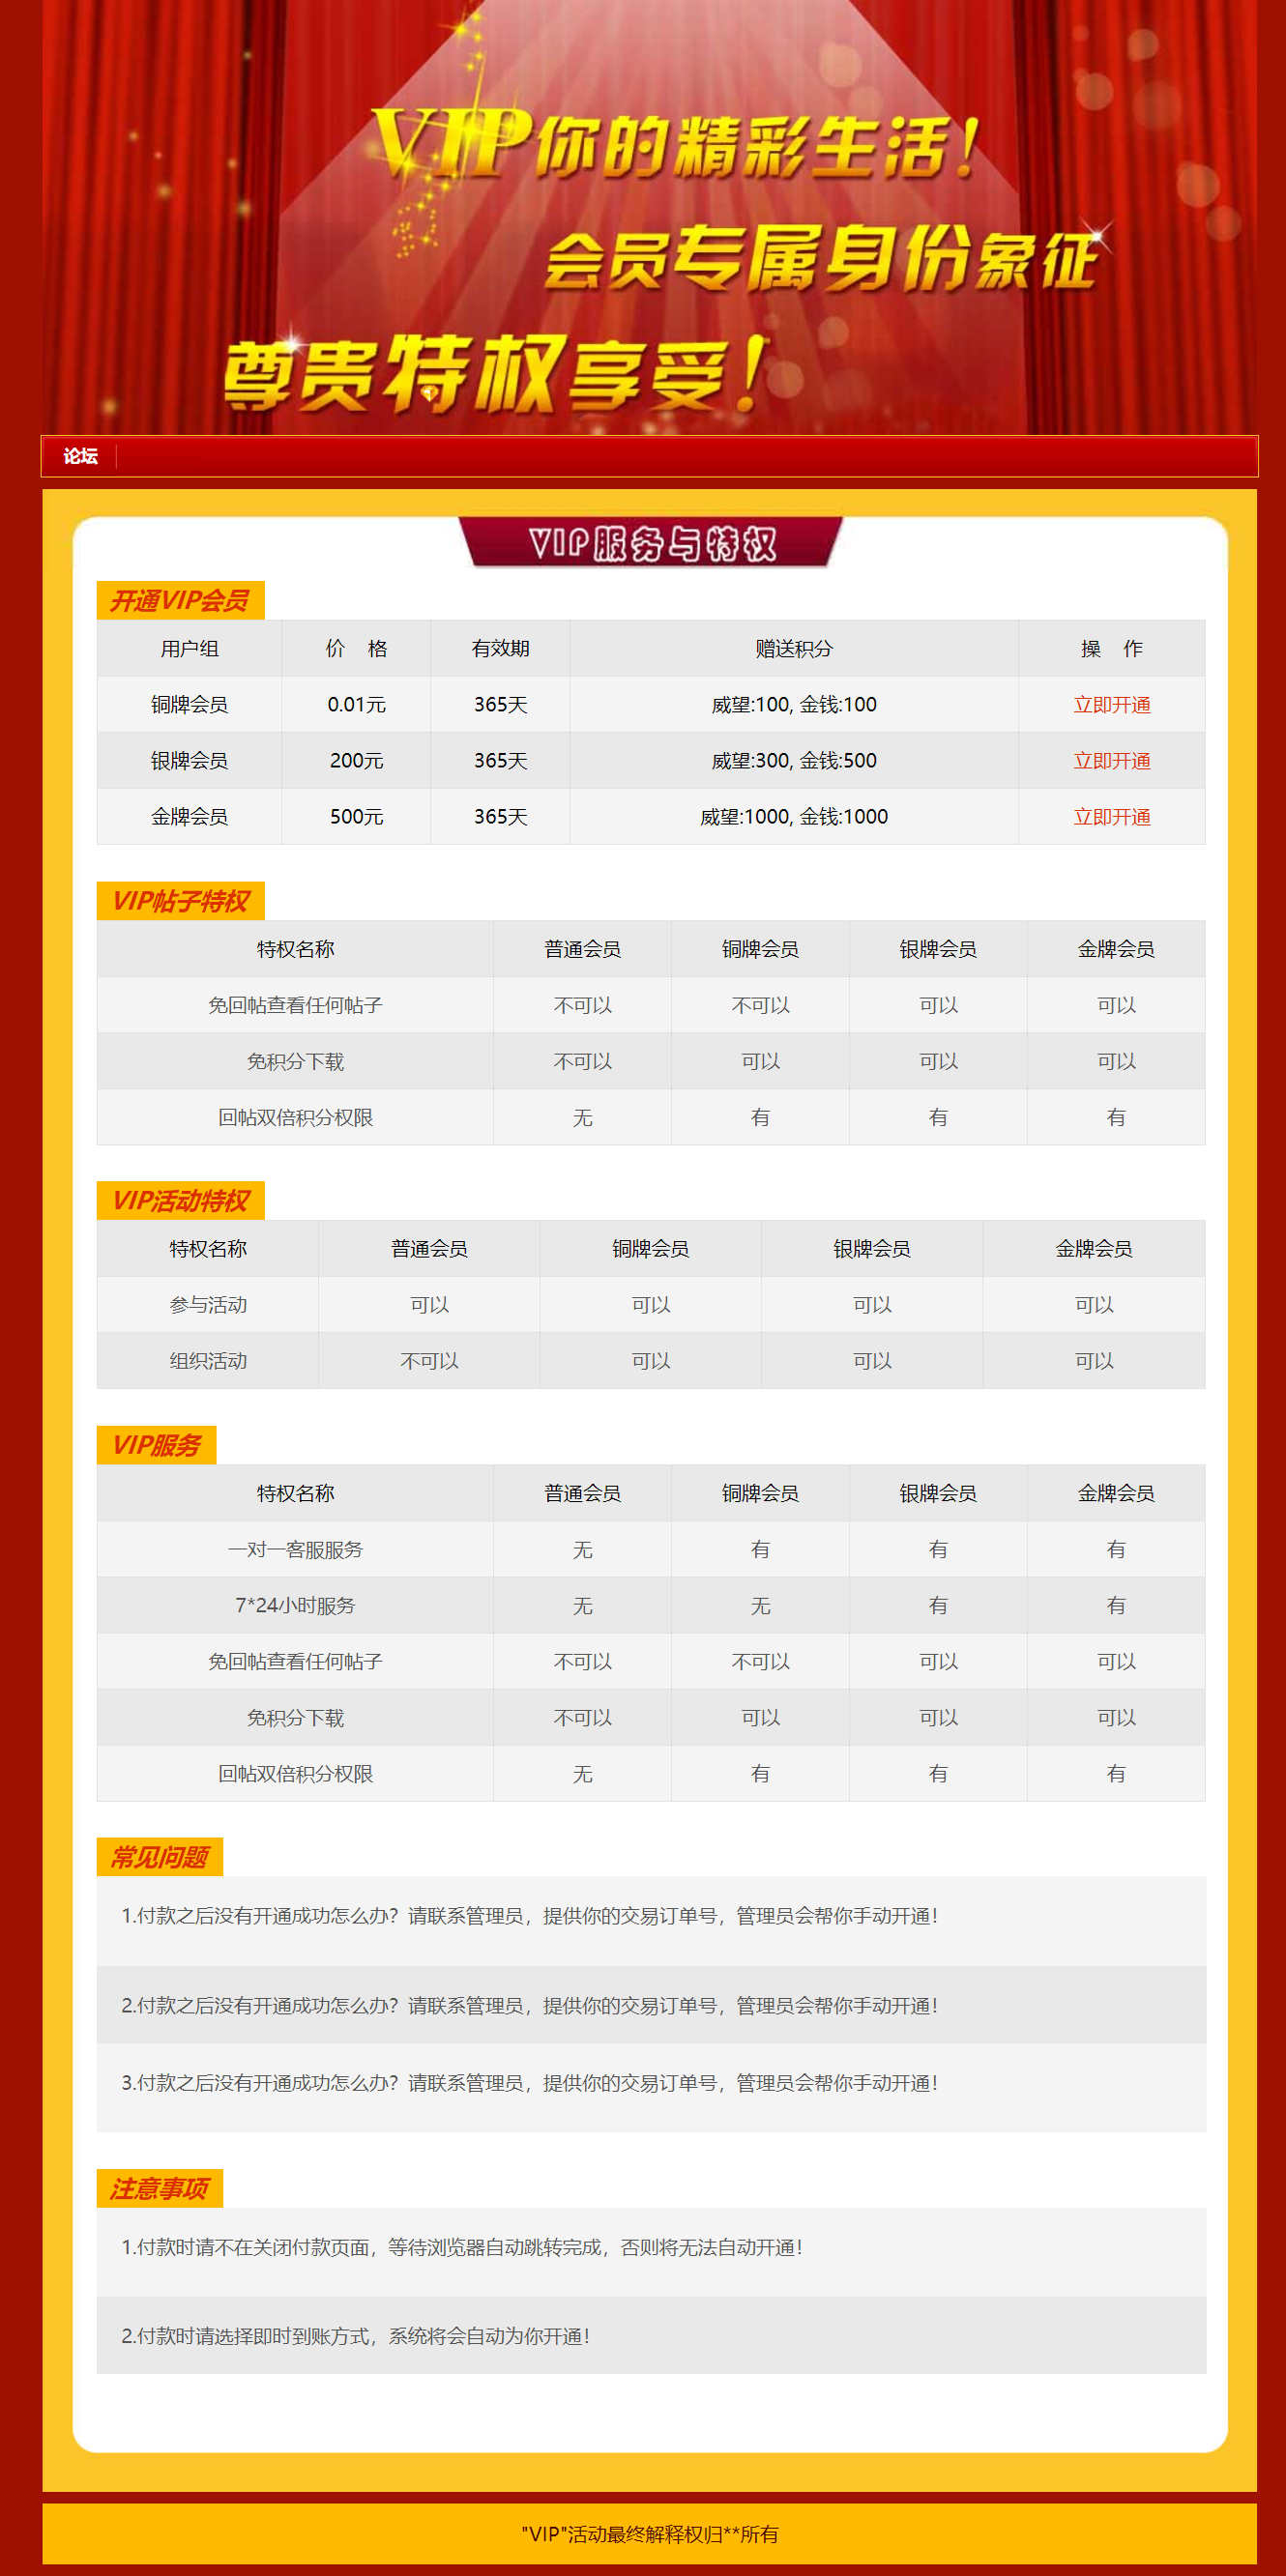 VIP你的精彩生活！
会员专属身份象征
尊贵特权享受！
论坛
VIP服务与特权
开通VIP会员
用户组 价 格 有效期 赠送积分 操 作
铜牌会员 0.01元 365天 威望:100, 金钱:100 立即开通
银牌会员 200元 365天 威望:300, 金钱:500 立即开通
金牌会员 500元 365天 威望:1000, 金钱:1000 立即开通
VIP帖子特权
特权名称 普通会员 铜牌会员 银牌会员 金牌会员
免回帖查看任何帖子 不可以 不可以 可以 可以
免积分下载 不可以 可以 可以 可以
回帖双倍积分权限 无 有 有 有
VIP活动特权
特权名称 普通会员 铜牌会员 银牌会员 金牌会员
参与活动 可以 可以 可以 可以
组织活动 不可以 可以 可以 可以
VIP服务
特权名称 普通会员 铜牌会员 银牌会员 金牌会员
一对一客服服务 无 有 有 有
7*24小时服务 无 无 有 有
免回帖查看任何帖子 不可以 不可以 可以 可以
免积分下载 不可以 可以 可以 可以
回帖双倍积分权限 无 有 有 有
常见问题
1.付款之后没有开通成功怎么办？请联系管理员，提供你的交易订单号，管理员会帮你手动开通！
2.付款之后没有开通成功怎么办？请联系管理员，提供你的交易订单号，管理员会帮你手动开通！
3.付款之后没有开通成功怎么办？请联系管理员，提供你的交易订单号，管理员会帮你手动开通！
注意事项
1.付款时请不在关闭付款页面，等待浏览器自动跳转完成，否则将无法自动开通！
2.付款时请选择即时到账方式，系统将会自动为你开通！
"VIP"活动最终解释权归**所有